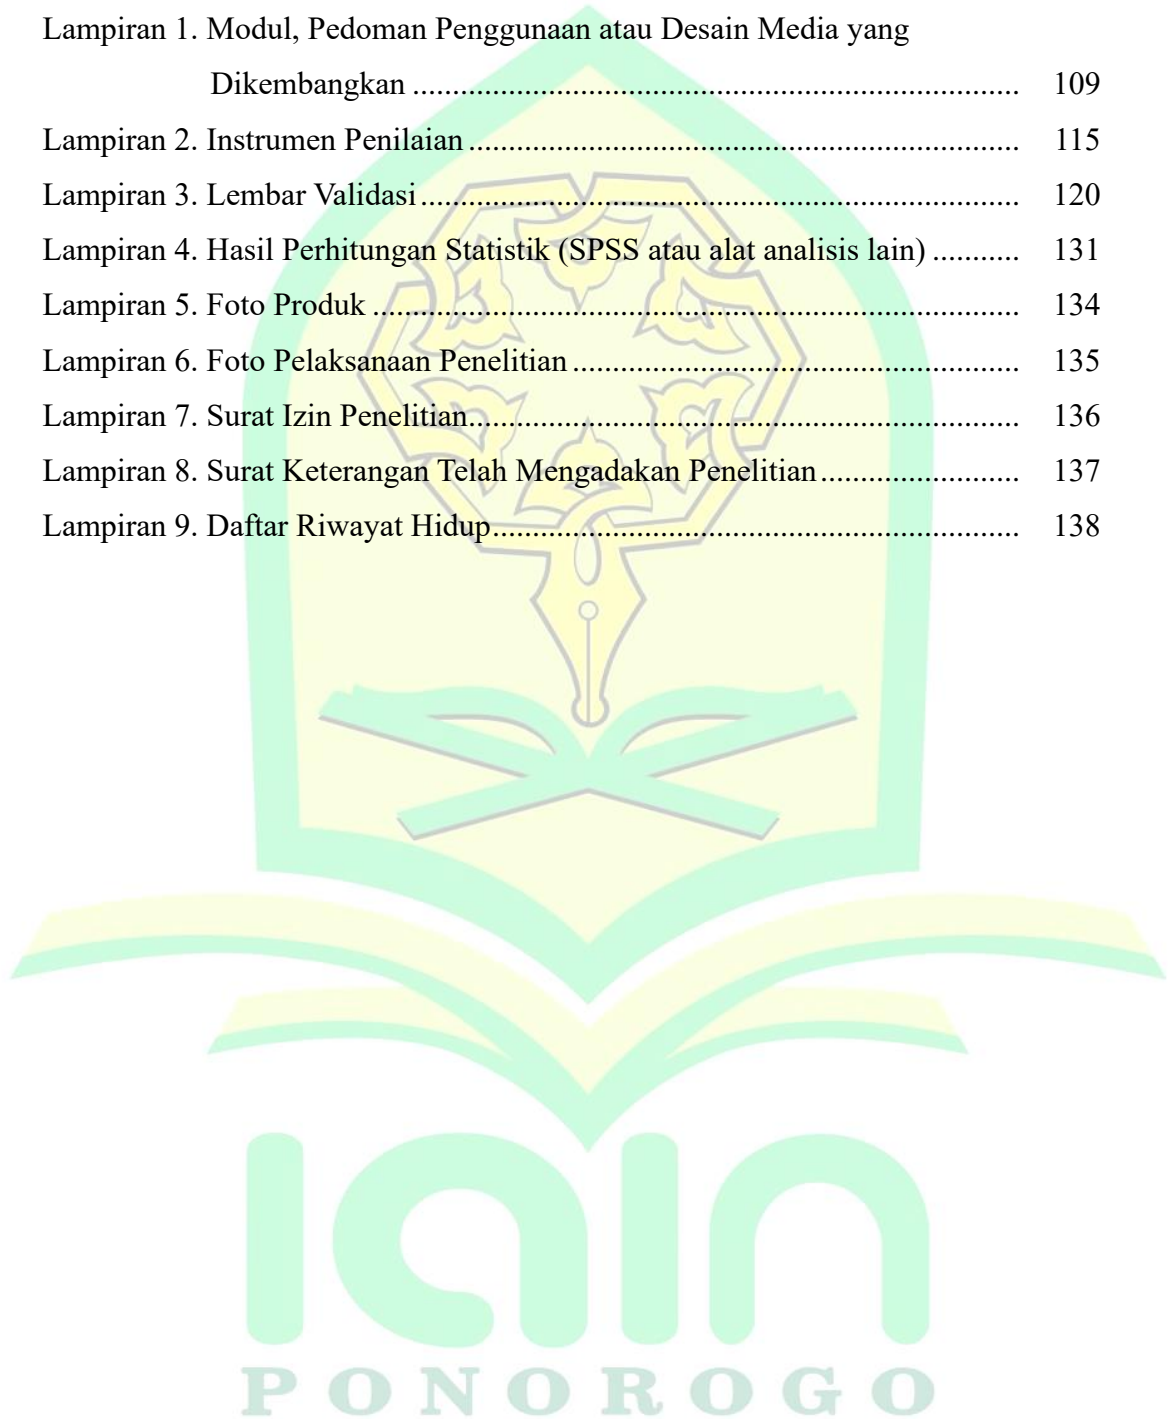 Lampiran 1. Modul, Pedoman Penggunaan atau Desain Media yang
Dikembangkan ........................................................................... 109
Lampiran 2. Instrumen Penilaian .................................................................... 115
Lampiran 3. Lembar Validasi .......................................................................... 120
Lampiran 4. Hasil Perhitungan Statistik (SPSS atau alat analisis lain) ........... 131
Lampiran 5. Foto Produk ................................................................................ 134
Lampiran 6. Foto Pelaksanaan Penelitian ....................................................... 135
Lampiran 7. Surat Izin Penelitian .................................................................... 136
Lampiran 8. Surat Keterangan Telah Mengadakan Penelitian ......................... 137
Lampiran 9. Daftar Riwayat Hidup ................................................................. 138
iain
PONOROGO